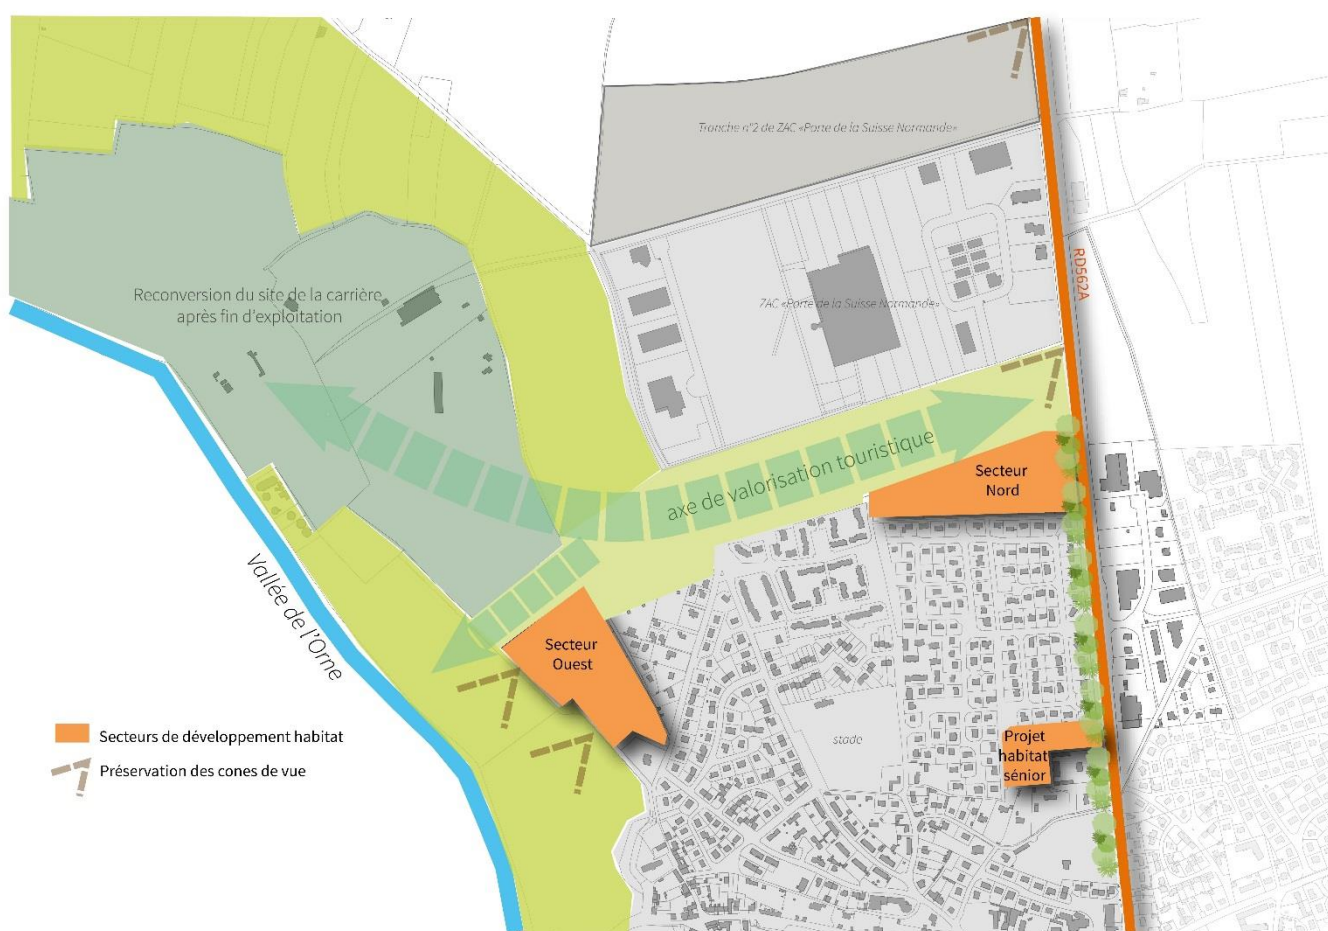 Tranche n°2 de ZAC «Porte de la Suisse Normande»
RD562A
Reconversion du site de la carrière
après fin d'exploitation
ZAC «Porte de la Suisse Normande»
axe de valorisation touristique
Secteur
Nord
Vallée de l'Orne
Secteur
Ouest
stade
Projet
habitat
sénior
Secteurs de développement habitat
Préservation des cones de vue